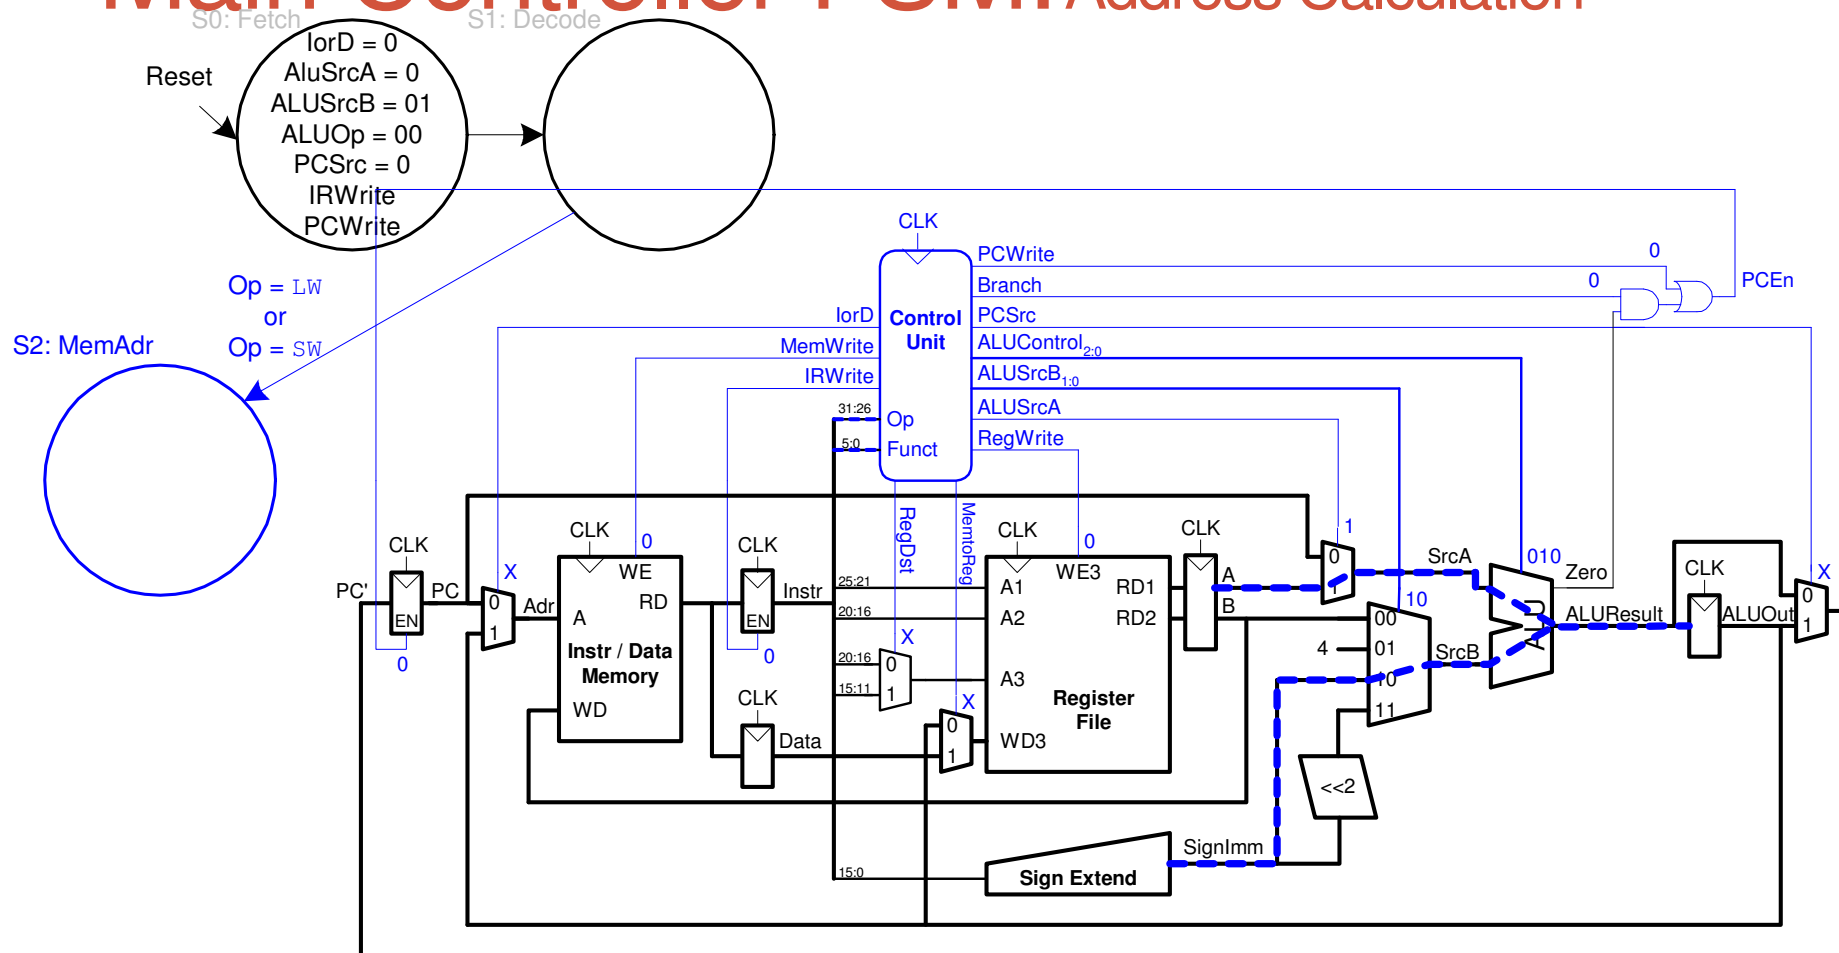 Main Controller FSM: Address Calculation
S0: Fetch
S1: Decode
Reset
IorD = 0
AluSrcA = 0
ALUSrcB = 01
ALUOp = 00
PCSrc = 0
IRWrite
PCWrite
Op = LW
or
Op = SW
S2: MemAdr
CLK
PCWrite
Branch
PCSrc
ALUControl2:0
ALUSrcB1:0
ALUSrcA
RegWrite
IorD
MemWrite
IRWrite
Control
Unit
31:26
Op
5:0
Funct
RegDst
MemtoReg
0
0
PCEn
PC'
CLK
EN
0
PC
X
0
1
Adr
CLK
0
WE
A
RD
Instr / Data
Memory
WD
CLK
EN
0
Instr
CLK
Data
25:21
20:16
20:16
15:11
15:0
X
0
1
X
0
1
CLK
0
WE3
A1
RD1
A2
RD2
A3
Register
File
WD3
CLK
A
B
1
0
1
SrcA
10
00
4
01
10
11
SrcB
<<2
SignImm
Sign Extend
010
ALU
Zero
ALUResult
CLK
ALUOut
X
0
1